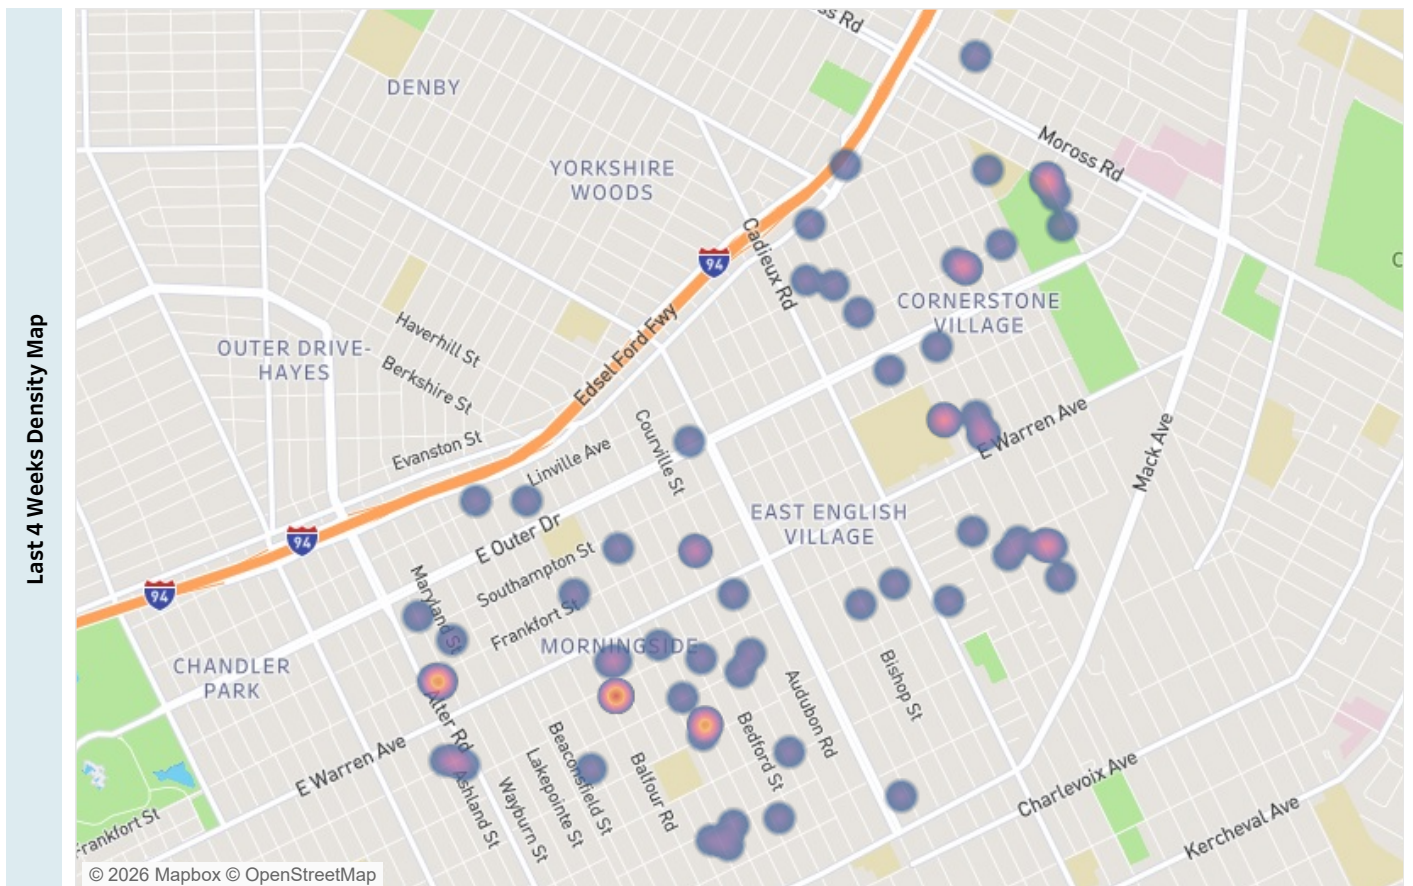 Last 4 Weeks Density Map
ss Rd
DENBY
Moross Rd
YORKSHIRE
WOODS
Cadieux Rd
94
C
CORNERSTONE
VILLAGE
Haverhill St
OUTER DRIVE-
HAYES
Edsel Ford Fwy
Berkshire St
E Warren Ave
Courville St
Mack Ave
Evanston St
Linville Ave
EAST ENGLISH
VILLAGE
94
E Outer Dr
94
Southampton St
Maryland St
Frankfort St
MORNINGSIDE
CHANDLER
PARK
Bishop St
Audubon Rd
Alter Rd
Bedford St
E Warren Ave
Beaconsfield St
Balfour Rd
Lakepointe St
Charlevoix Ave
Ashland St
Wayburn St
Kercheval Ave
Frankfort St
© 2026 Mapbox © OpenStreetMap